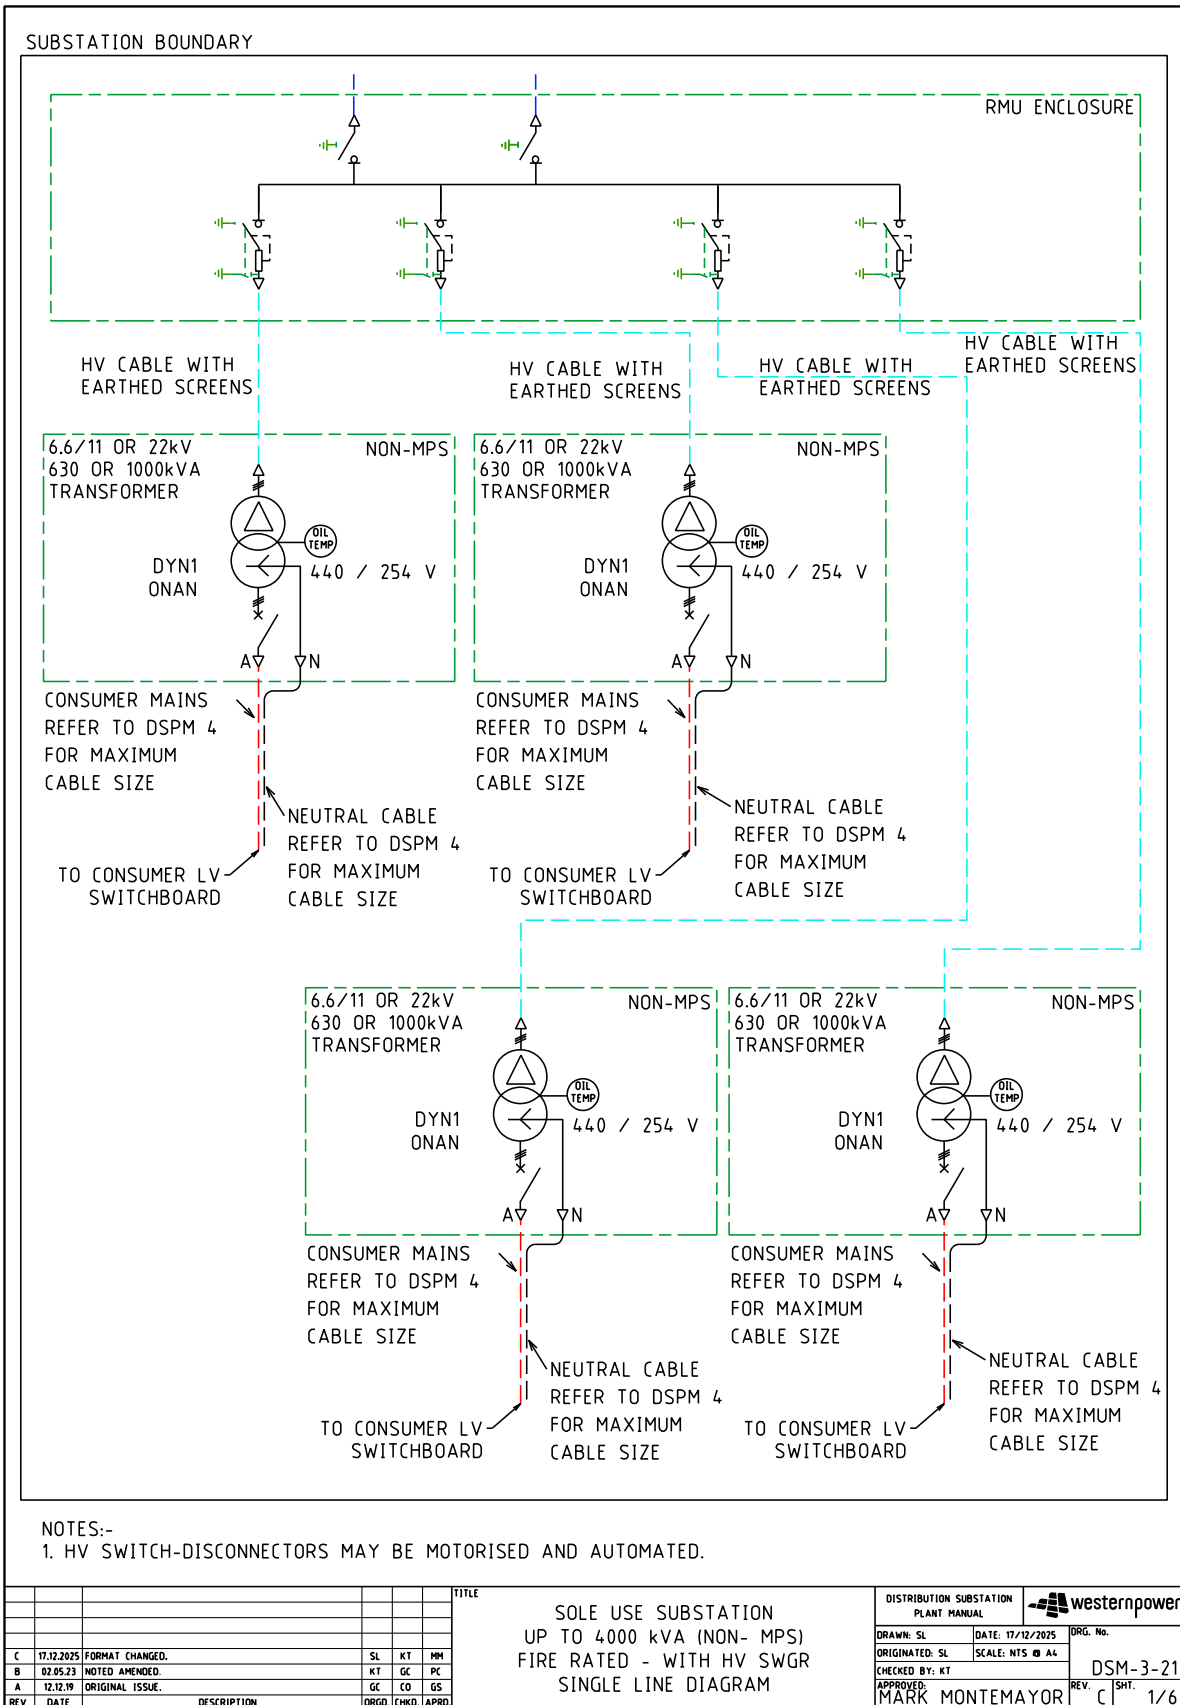 SUBSTATION BOUNDARY
RMU ENCLOSURE
HV CABLE WITH
EARTHED SCREENS
HV CABLE WITH
EARTHED SCREENS
HV CABLE WITH
EARTHED SCREENS
HV CABLE WITH
EARTHED SCREENS
6.6/11 OR 22kV
630 OR 1000kVA
TRANSFORMER
NON-MPS
OIL
TEMP
DYN1
ONAN
440 / 254 V
A
N
6.6/11 OR 22kV
630 OR 1000kVA
TRANSFORMER
NON-MPS
OIL
TEMP
DYN1
ONAN
440 / 254 V
A
N
CONSUMER MAINS
REFER TO DSPM 4
FOR MAXIMUM
CABLE SIZE
NEUTRAL CABLE
REFER TO DSPM 4
FOR MAXIMUM
CABLE SIZE
TO CONSUMER LV
SWITCHBOARD
CONSUMER MAINS
REFER TO DSPM 4
FOR MAXIMUM
CABLE SIZE
NEUTRAL CABLE
REFER TO DSPM 4
FOR MAXIMUM
CABLE SIZE
TO CONSUMER LV
SWITCHBOARD
6.6/11 OR 22kV
630 OR 1000kVA
TRANSFORMER
NON-MPS
OIL
TEMP
DYN1
ONAN
440 / 254 V
A
N
6.6/11 OR 22kV
630 OR 1000kVA
TRANSFORMER
NON-MPS
OIL
TEMP
DYN1
ONAN
440 / 254 V
A
N
CONSUMER MAINS
REFER TO DSPM 4
FOR MAXIMUM
CABLE SIZE
NEUTRAL CABLE
REFER TO DSPM 4
FOR MAXIMUM
CABLE SIZE
TO CONSUMER LV
SWITCHBOARD
CONSUMER MAINS
REFER TO DSPM 4
FOR MAXIMUM
CABLE SIZE
NEUTRAL CABLE
REFER TO DSPM 4
FOR MAXIMUM
CABLE SIZE
TO CONSUMER LV
SWITCHBOARD
NOTES:-
1. HV SWITCH-DISCONNECTORS MAY BE MOTORISED AND AUTOMATED.
C 17.12.2025 FORMAT CHANGED. SL KT MM
B 02.05.23 NOTED AMENDED. KT GC PC
A 12.12.19 ORIGINAL ISSUE. GC CO GS
REV DATE DESCRIPTION ORGD. CHKD. APRD.
TITLE
SOLE USE SUBSTATION
UP TO 4000 kVA (NON- MPS)
FIRE RATED - WITH HV SWGR
SINGLE LINE DIAGRAM
DISTRIBUTION SUBSTATION
PLANT MANUAL
westernpower
DRAWN: SL DATE: 17/12/2025
ORIGINATED: SL SCALE: NTS @ A4
CHECKED BY: KT
APPROVED:
MARK MONTEMAYOR
DRG. No.
DSM-3-21
REV. C SHT. 1/6